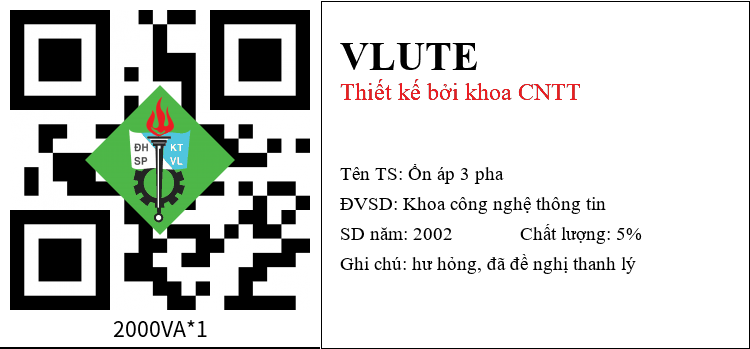 ĐH KT
SP VL
2000VA*1
VLUTE
Thiết kế bởi khoa CNTT
Tên TS: Ổn áp 3 pha
ĐVSD: Khoa công nghệ thông tin
SD năm: 2002 Chất lượng: 5%
Ghi chú: hư hỏng, đã đề nghị thanh lý